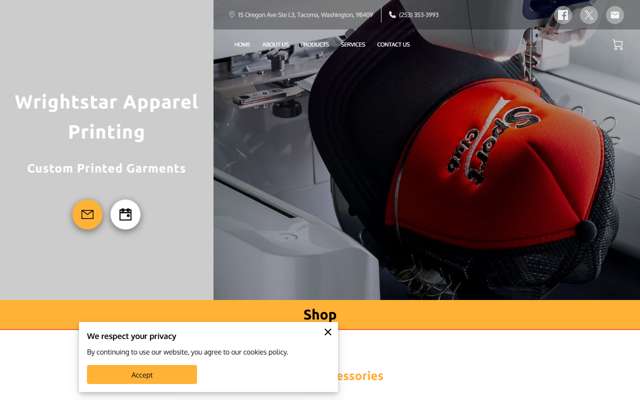 15 Oregon Ave Ste L3, Tacoma, Washington, 98409
(253) 353-3993
HOME
ABOUT US
PRODUCTS
SERVICES
CONTACT US
Wrightstar Apparel
Printing
Custom Printed Garments
Sport
chic
Shop
We respect your privacy
By continuing to use our website, you agree to our cookies policy.
Accept